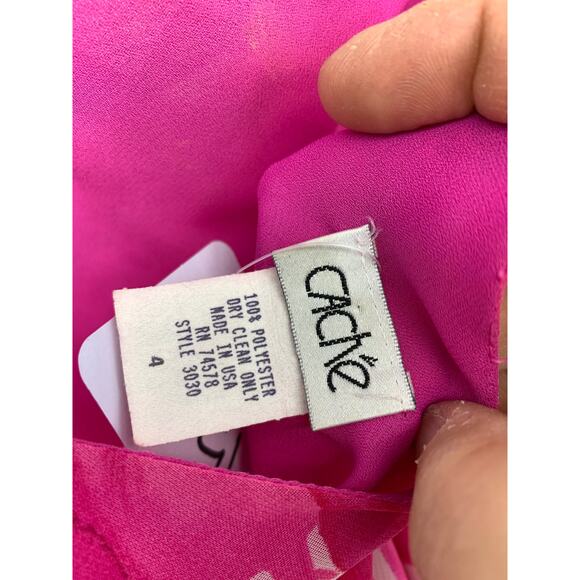 caché
100% POLYESTER
DRY CLEAN ONLY
MADE IN USA
RN 74578
STYLE 3030
4